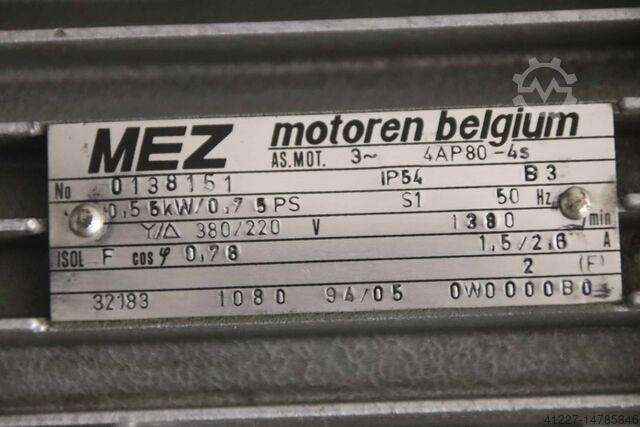 MEZ motoren belgium
AS.MOT. 3~ 4AP80-4s
No 0138151 IP54 B3
0,55kW/0,75PS S1 50 Hz
Y/Δ 380/220 V 1380 /min
1,5/2,6 A
ISOL F cos φ 0,78
2 (F)
32183 1080 94/05 0W0000B0
41227-14785846